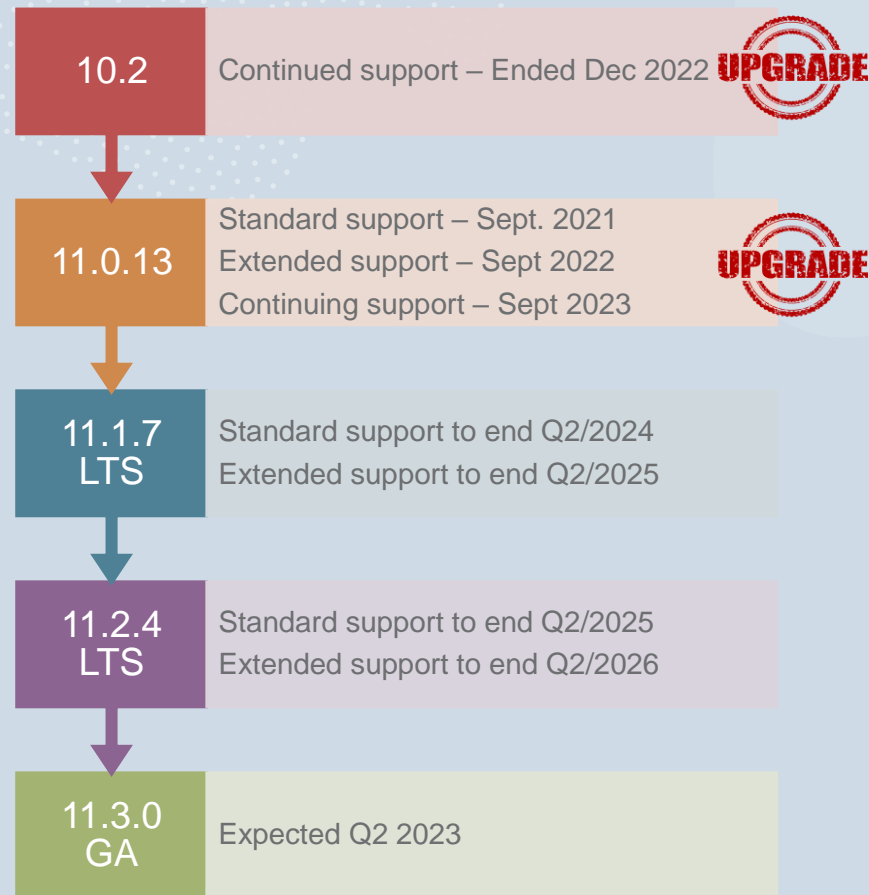 10.2
Continued support – Ended Dec 2022
UPGRADE
11.0.13
Standard support – Sept. 2021
Extended support – Sept 2022
Continuing support – Sept 2023
UPGRADE
11.1.7
LTS
Standard support to end Q2/2024
Extended support to end Q2/2025
11.2.4
LTS
Standard support to end Q2/2025
Extended support to end Q2/2026
11.3.0
GA
Expected Q2 2023